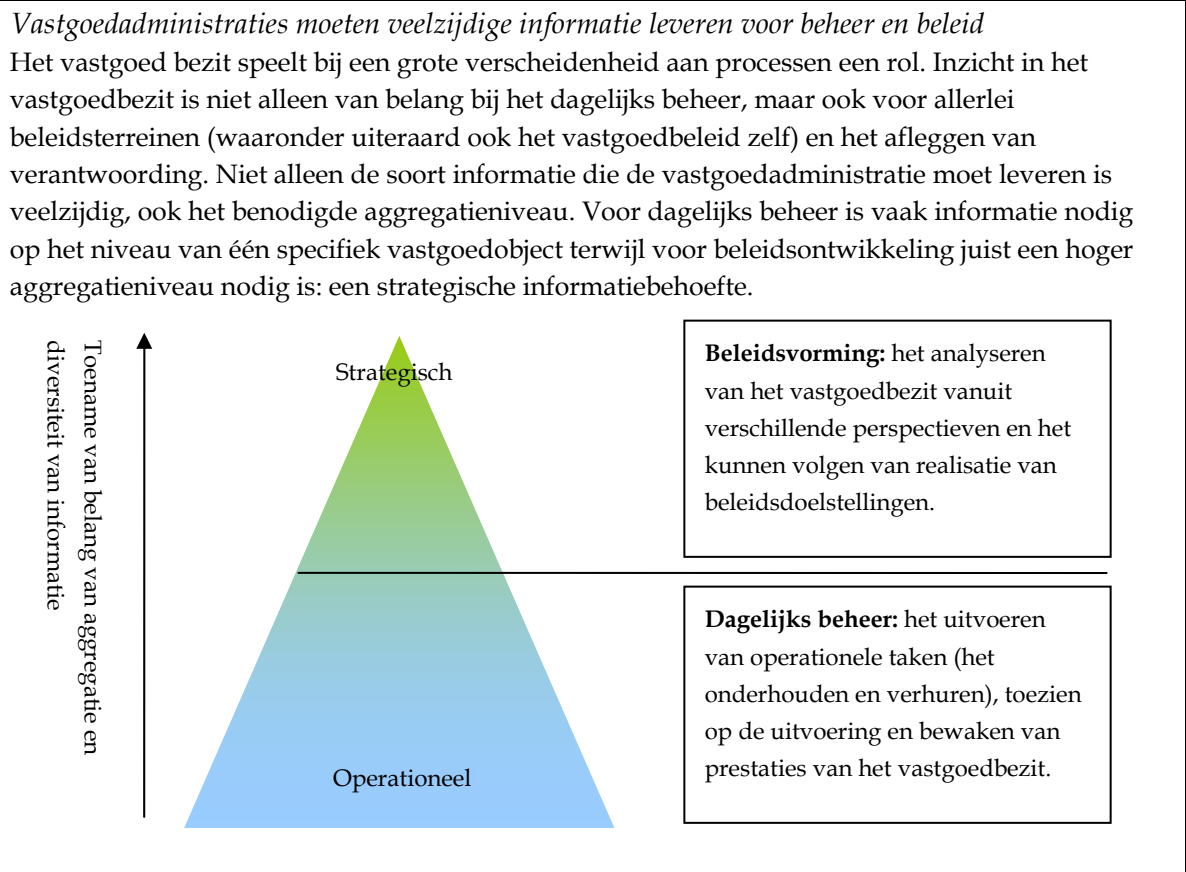 Vastgoedadministraties moeten veelzijdige informatie leveren voor beheer en beleid
Het vastgoed bezit speelt bij een grote verscheidenheid aan processen een rol. Inzicht in het
vastgoedbezit is niet alleen van belang bij het dagelijks beheer, maar ook voor allerlei
beleidsterreinen (waaronder uiteraard ook het vastgoedbeleid zelf) en het afleggen van
verantwoording. Niet alleen de soort informatie die de vastgoedadministratie moet leveren is
veelzijdig, ook het benodigde aggregatieniveau. Voor dagelijks beheer is vaak informatie nodig
op het niveau van één specifiek vastgoedobject terwijl voor beleidsontwikkeling juist een hoger
aggregatieniveau nodig is: een strategische informatiebehoefte.
Toename van belang van aggregatie en
diversiteit van informatie
Strategisch
Operationeel
Beleidsvorming: het analyseren
van het vastgoedbezit vanuit
verschillende perspectieven en het
kunnen volgen van realisatie van
beleidsdoelstellingen.
Dagelijks beheer: het uitvoeren
van operationele taken (het
onderhouden en verhuren), toezien
op de uitvoering en bewaken van
prestaties van het vastgoedbezit.